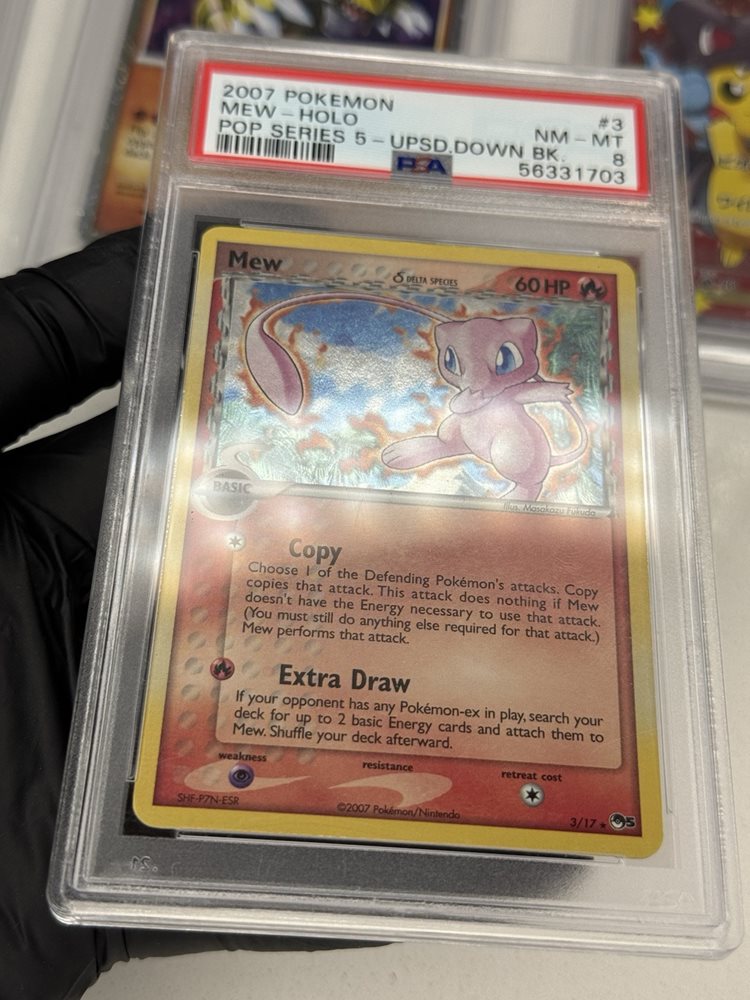 2007 POKEMON #3
MEW - HOLO NM - MT
POP SERIES 5 - UPSD.DOWN BK. 8
PSA 56331703
Mew δ DELTA SPECIES 60 HP
BASIC
Illus. Masakazu Fukuda
Copy
Choose 1 of the Defending Pokémon's attacks. Copy
copies that attack. This attack does nothing if Mew
doesn't have the Energy necessary to use that attack.
(You must still do anything else required for that attack.)
Mew performs that attack.
Extra Draw
If your opponent has any Pokémon-ex in play, search your
deck for up to 2 basic Energy cards and attach them to
Mew. Shuffle your deck afterward.
weakness resistance retreat cost
SHF-P7N-ESR ©2007 Pokémon/Nintendo 3/17 ★ 5